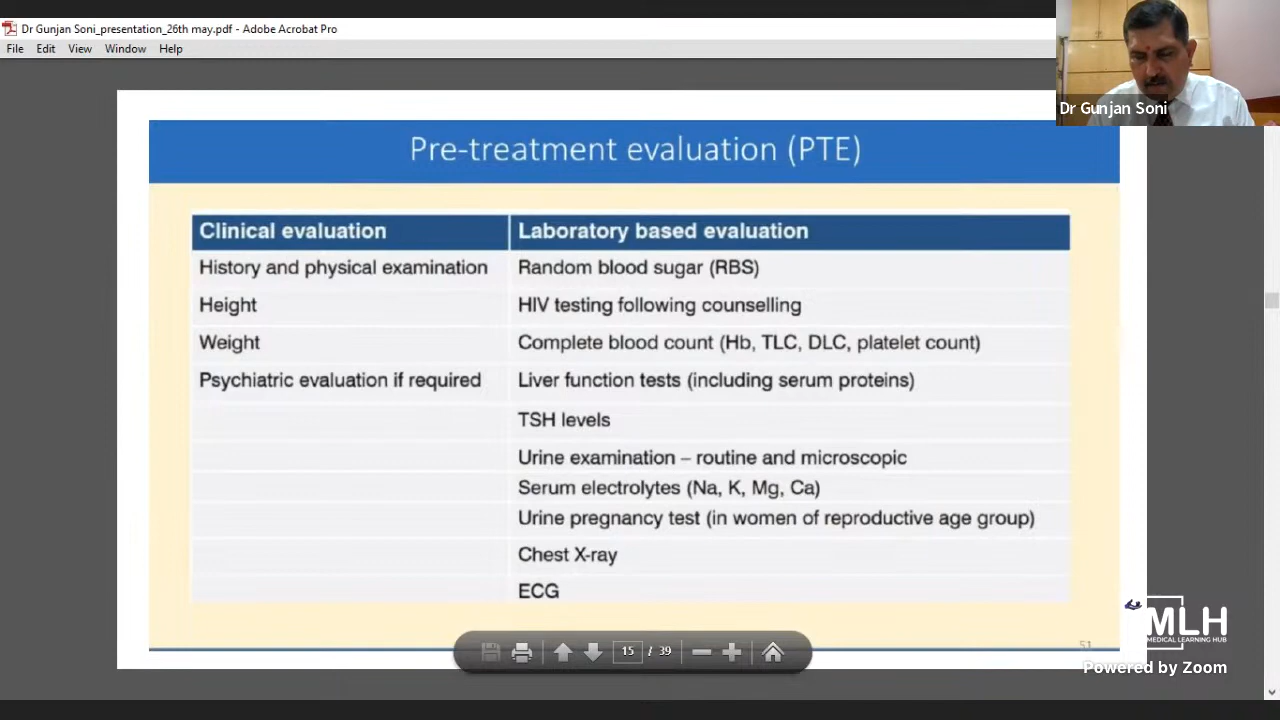 Dr Gunjan Soni_presentation_26th may.pdf - Adobe Acrobat Pro
File Edit View Window Help
Dr Gunjan Soni
Pre-treatment evaluation (PTE)
Clinical evaluation Laboratory based evaluation
History and physical examination Random blood sugar (RBS)
Height HIV testing following counselling
Weight Complete blood count (Hb, TLC, DLC, platelet count)
Psychiatric evaluation if required Liver function tests (including serum proteins)
TSH levels
Urine examination – routine and microscopic
Serum electrolytes (Na, K, Mg, Ca)
Urine pregnancy test (in women of reproductive age group)
Chest X-ray
ECG
51
15 / 39
MLH
MEDICAL LEARNING HUB
Powered by Zoom